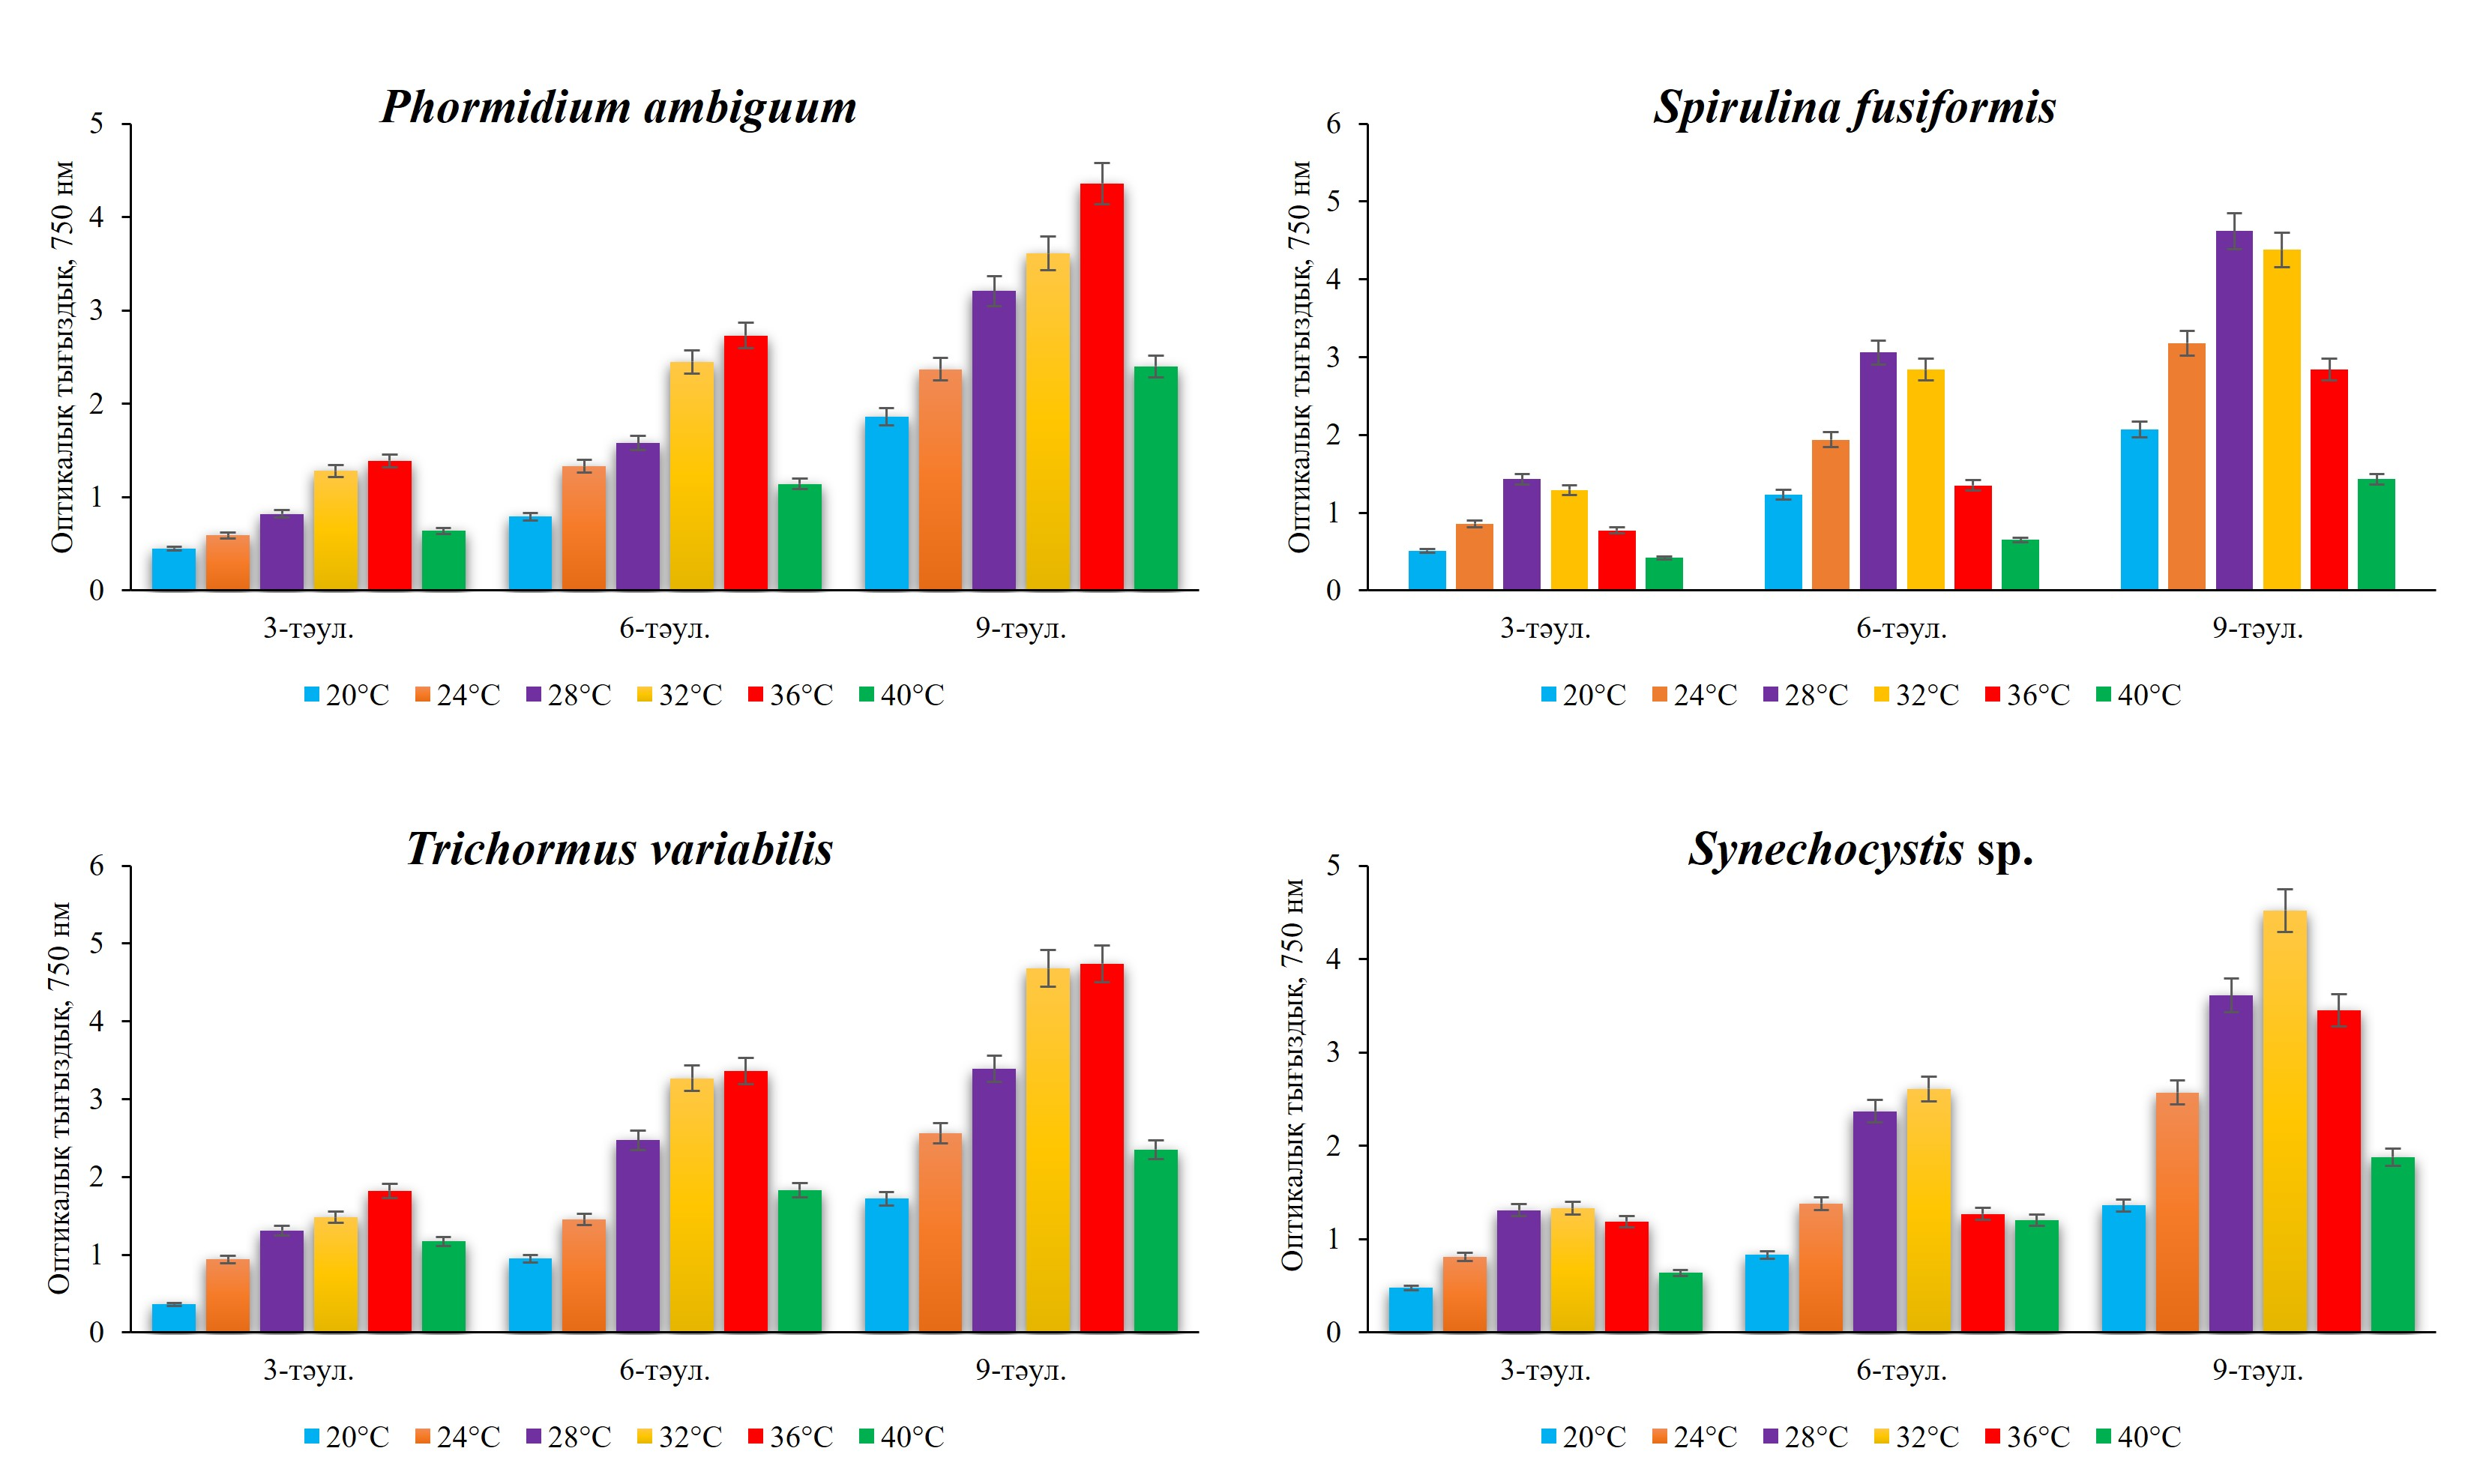 Phormidium ambiguum
Оптикалық тығыздық, 750 нм
5
4
3
2
1
0
3-тәул. 6-тәул. 9-тәул.
20°C 24°C 28°C 32°C 36°C 40°C
Spirulina fusiformis
Оптикалық тығыздық, 750 нм
6
5
4
3
2
1
0
3-тәул. 6-тәул. 9-тәул.
20°C 24°C 28°C 32°C 36°C 40°C
Trichormus variabilis
Оптикалық тығыздық, 750 нм
6
5
4
3
2
1
0
3-тәул. 6-тәул. 9-тәул.
20°C 24°C 28°C 32°C 36°C 40°C
Synechocystis sp.
Оптикалық тығыздық, 750 нм
5
4
3
2
1
0
3-тәул. 6-тәул. 9-тәул.
20°C 24°C 28°C 32°C 36°C 40°C